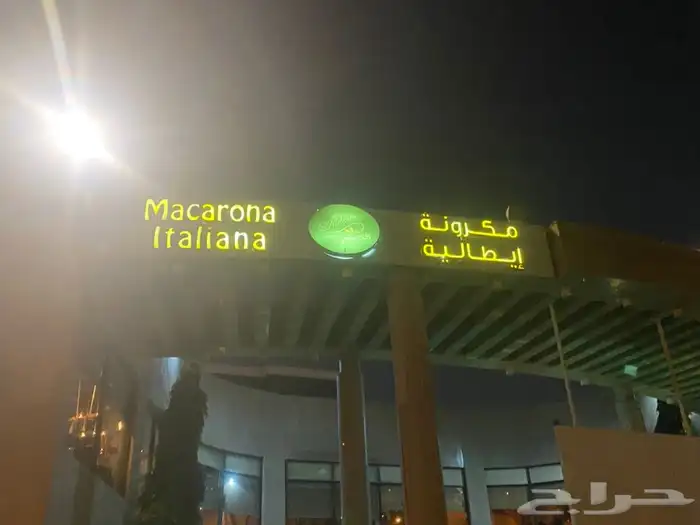 Macarona
Italiana
مكرونة
إيطالية
حراج